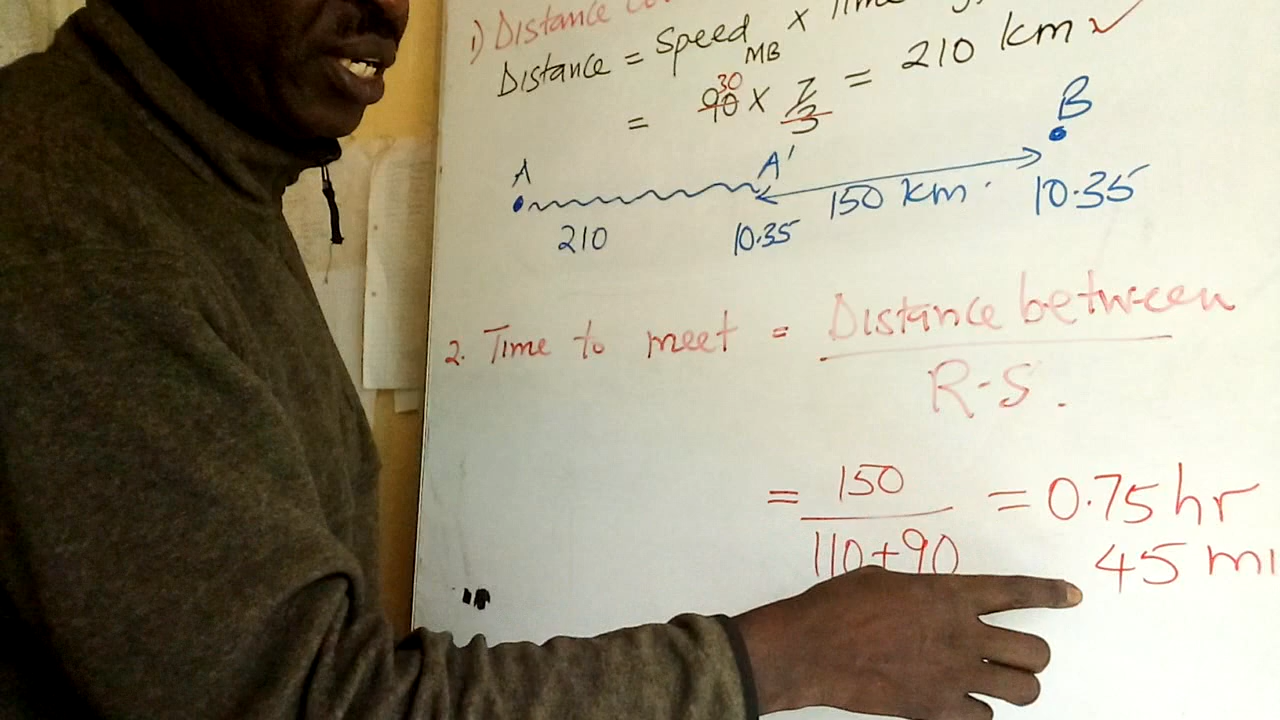 1) Distance
Distance = Speed x Time
MB
30
= 90 x 7/3 = 210 km ✓
A A' B
150 km. 10.35
210 10.35
2. Time to meet = Distance between
R.S.
= 150 = 0.75 hr
110+90 45